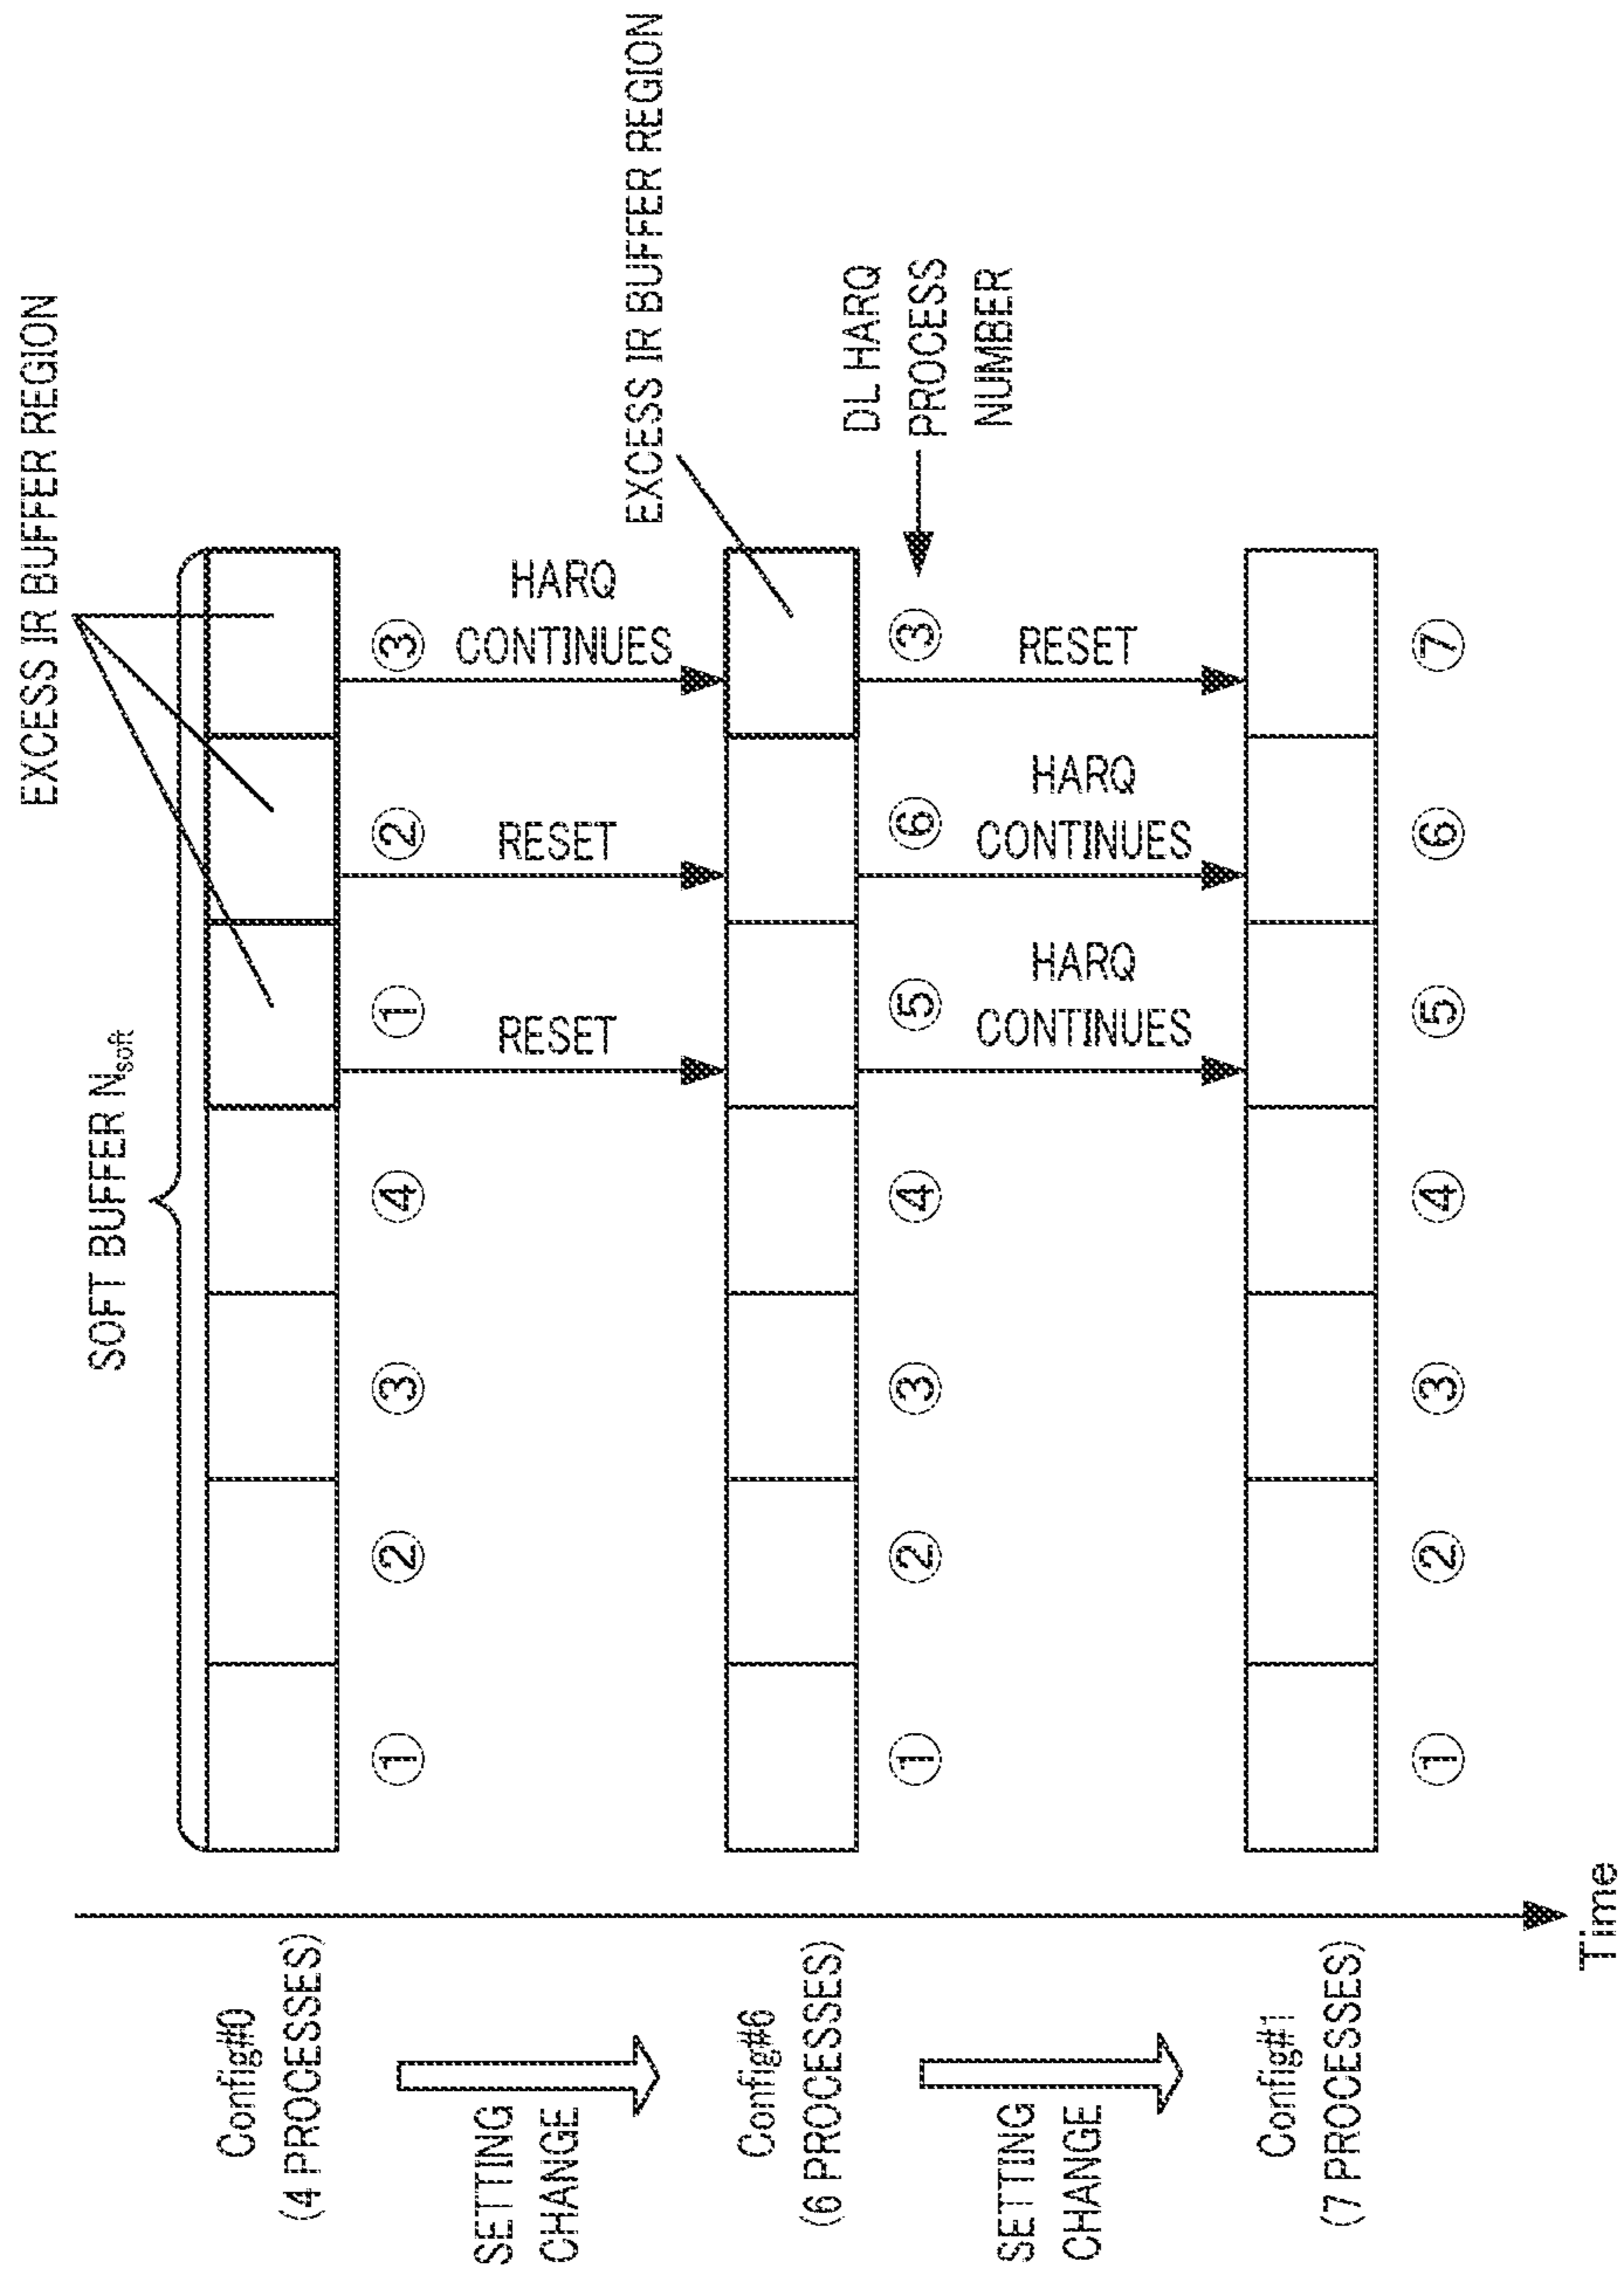 EXCESS IR BUFFER REGION
SOFT BUFFER Nsoft
Config#0
(4 PROCESSES)
① ② ③ ④ ① ② ③
SETTING
CHANGE
RESET
RESET
HARQ
CONTINUES
EXCESS IR BUFFER REGION
Config#6
(6 PROCESSES)
① ② ③ ④ ⑤ ⑥ ③
DL HARQ
PROCESS
NUMBER
SETTING
CHANGE
HARQ
CONTINUES
HARQ
CONTINUES
RESET
Config#1
(7 PROCESSES)
① ② ③ ④ ⑤ ⑥ ⑦
Time